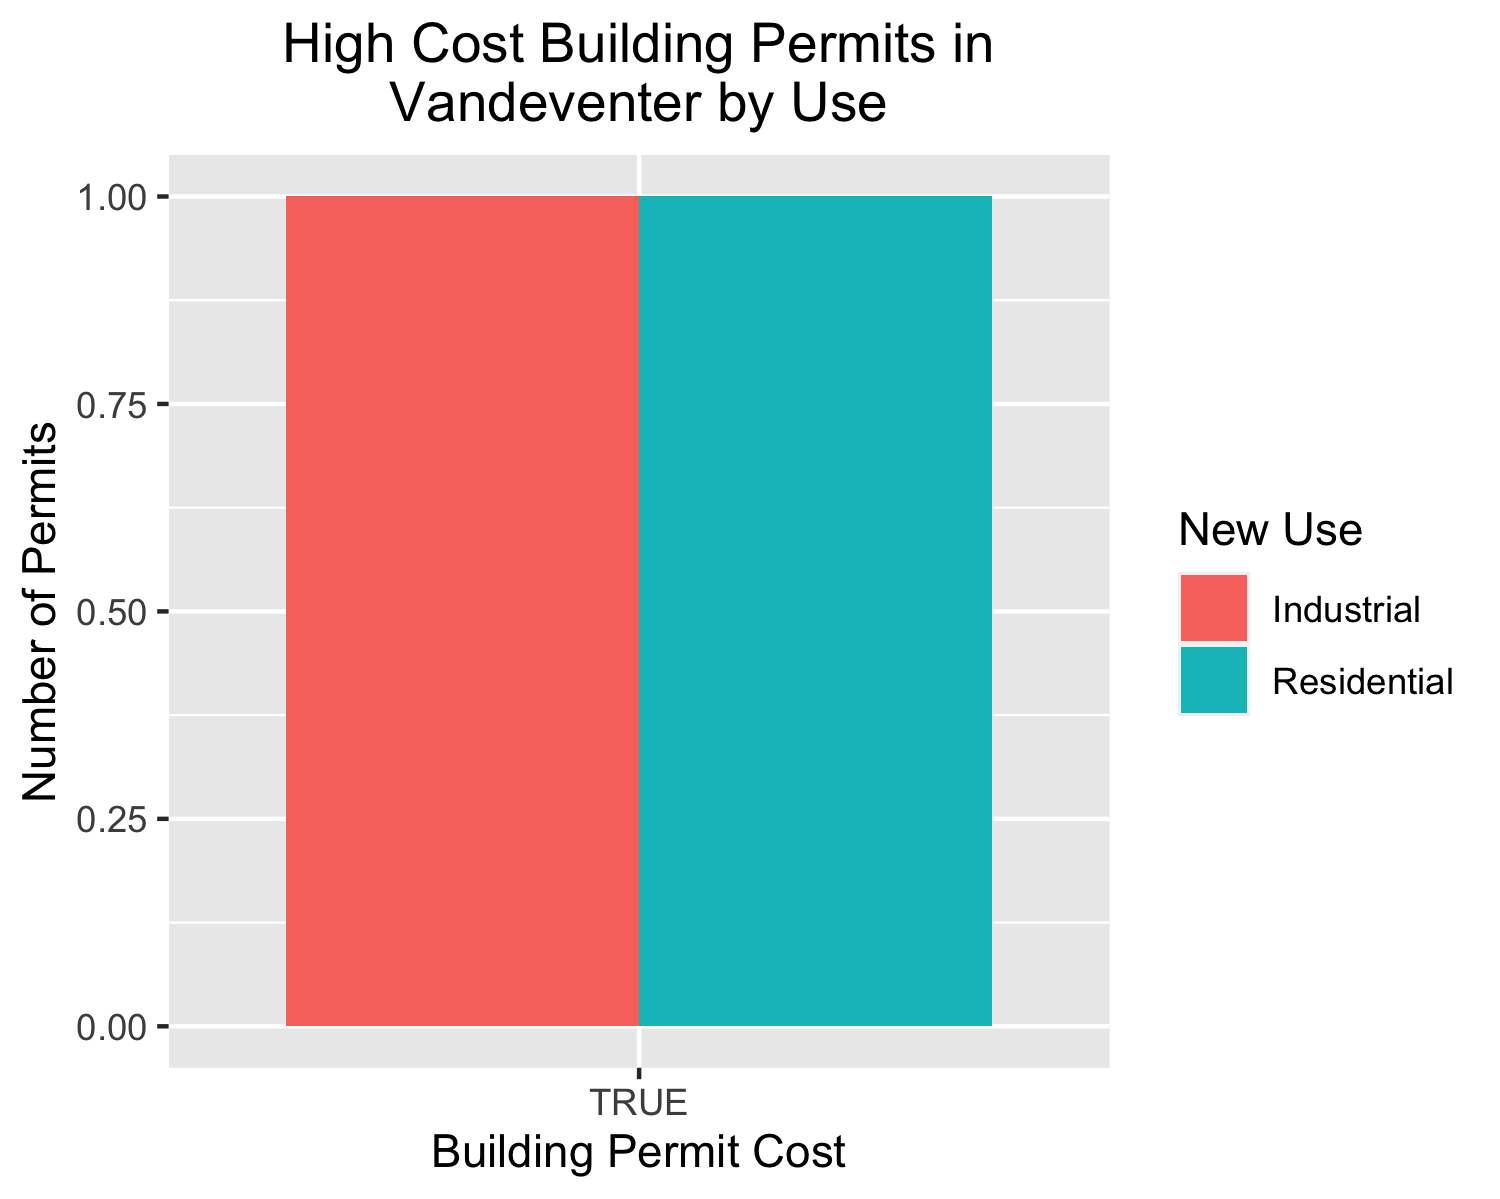 High Cost Building Permits in
Vandeventer by Use
1.00
0.75
0.50
0.25
0.00
Number of Permits
TRUE
Building Permit Cost
New Use
Industrial
Residential